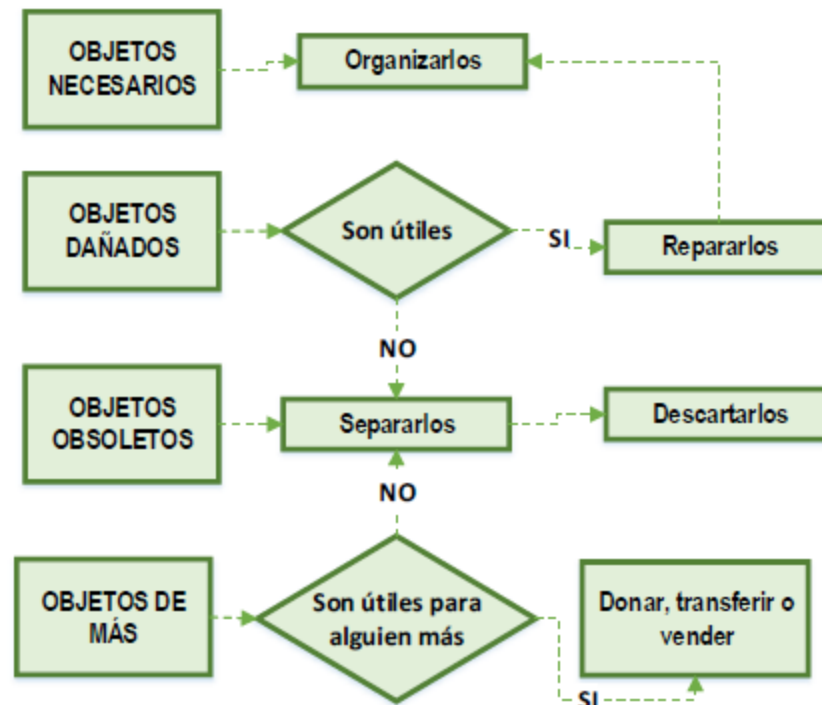 OBJETOS
NECESARIOS
Organizarlos
OBJETOS
DAÑADOS
Son útiles
SI
Repararlos
NO
OBJETOS
OBSOLETOS
Separarlos
Descartarlos
NO
OBJETOS DE
MÁS
Son útiles para
alguien más
Donar, transferir o
vender
SI